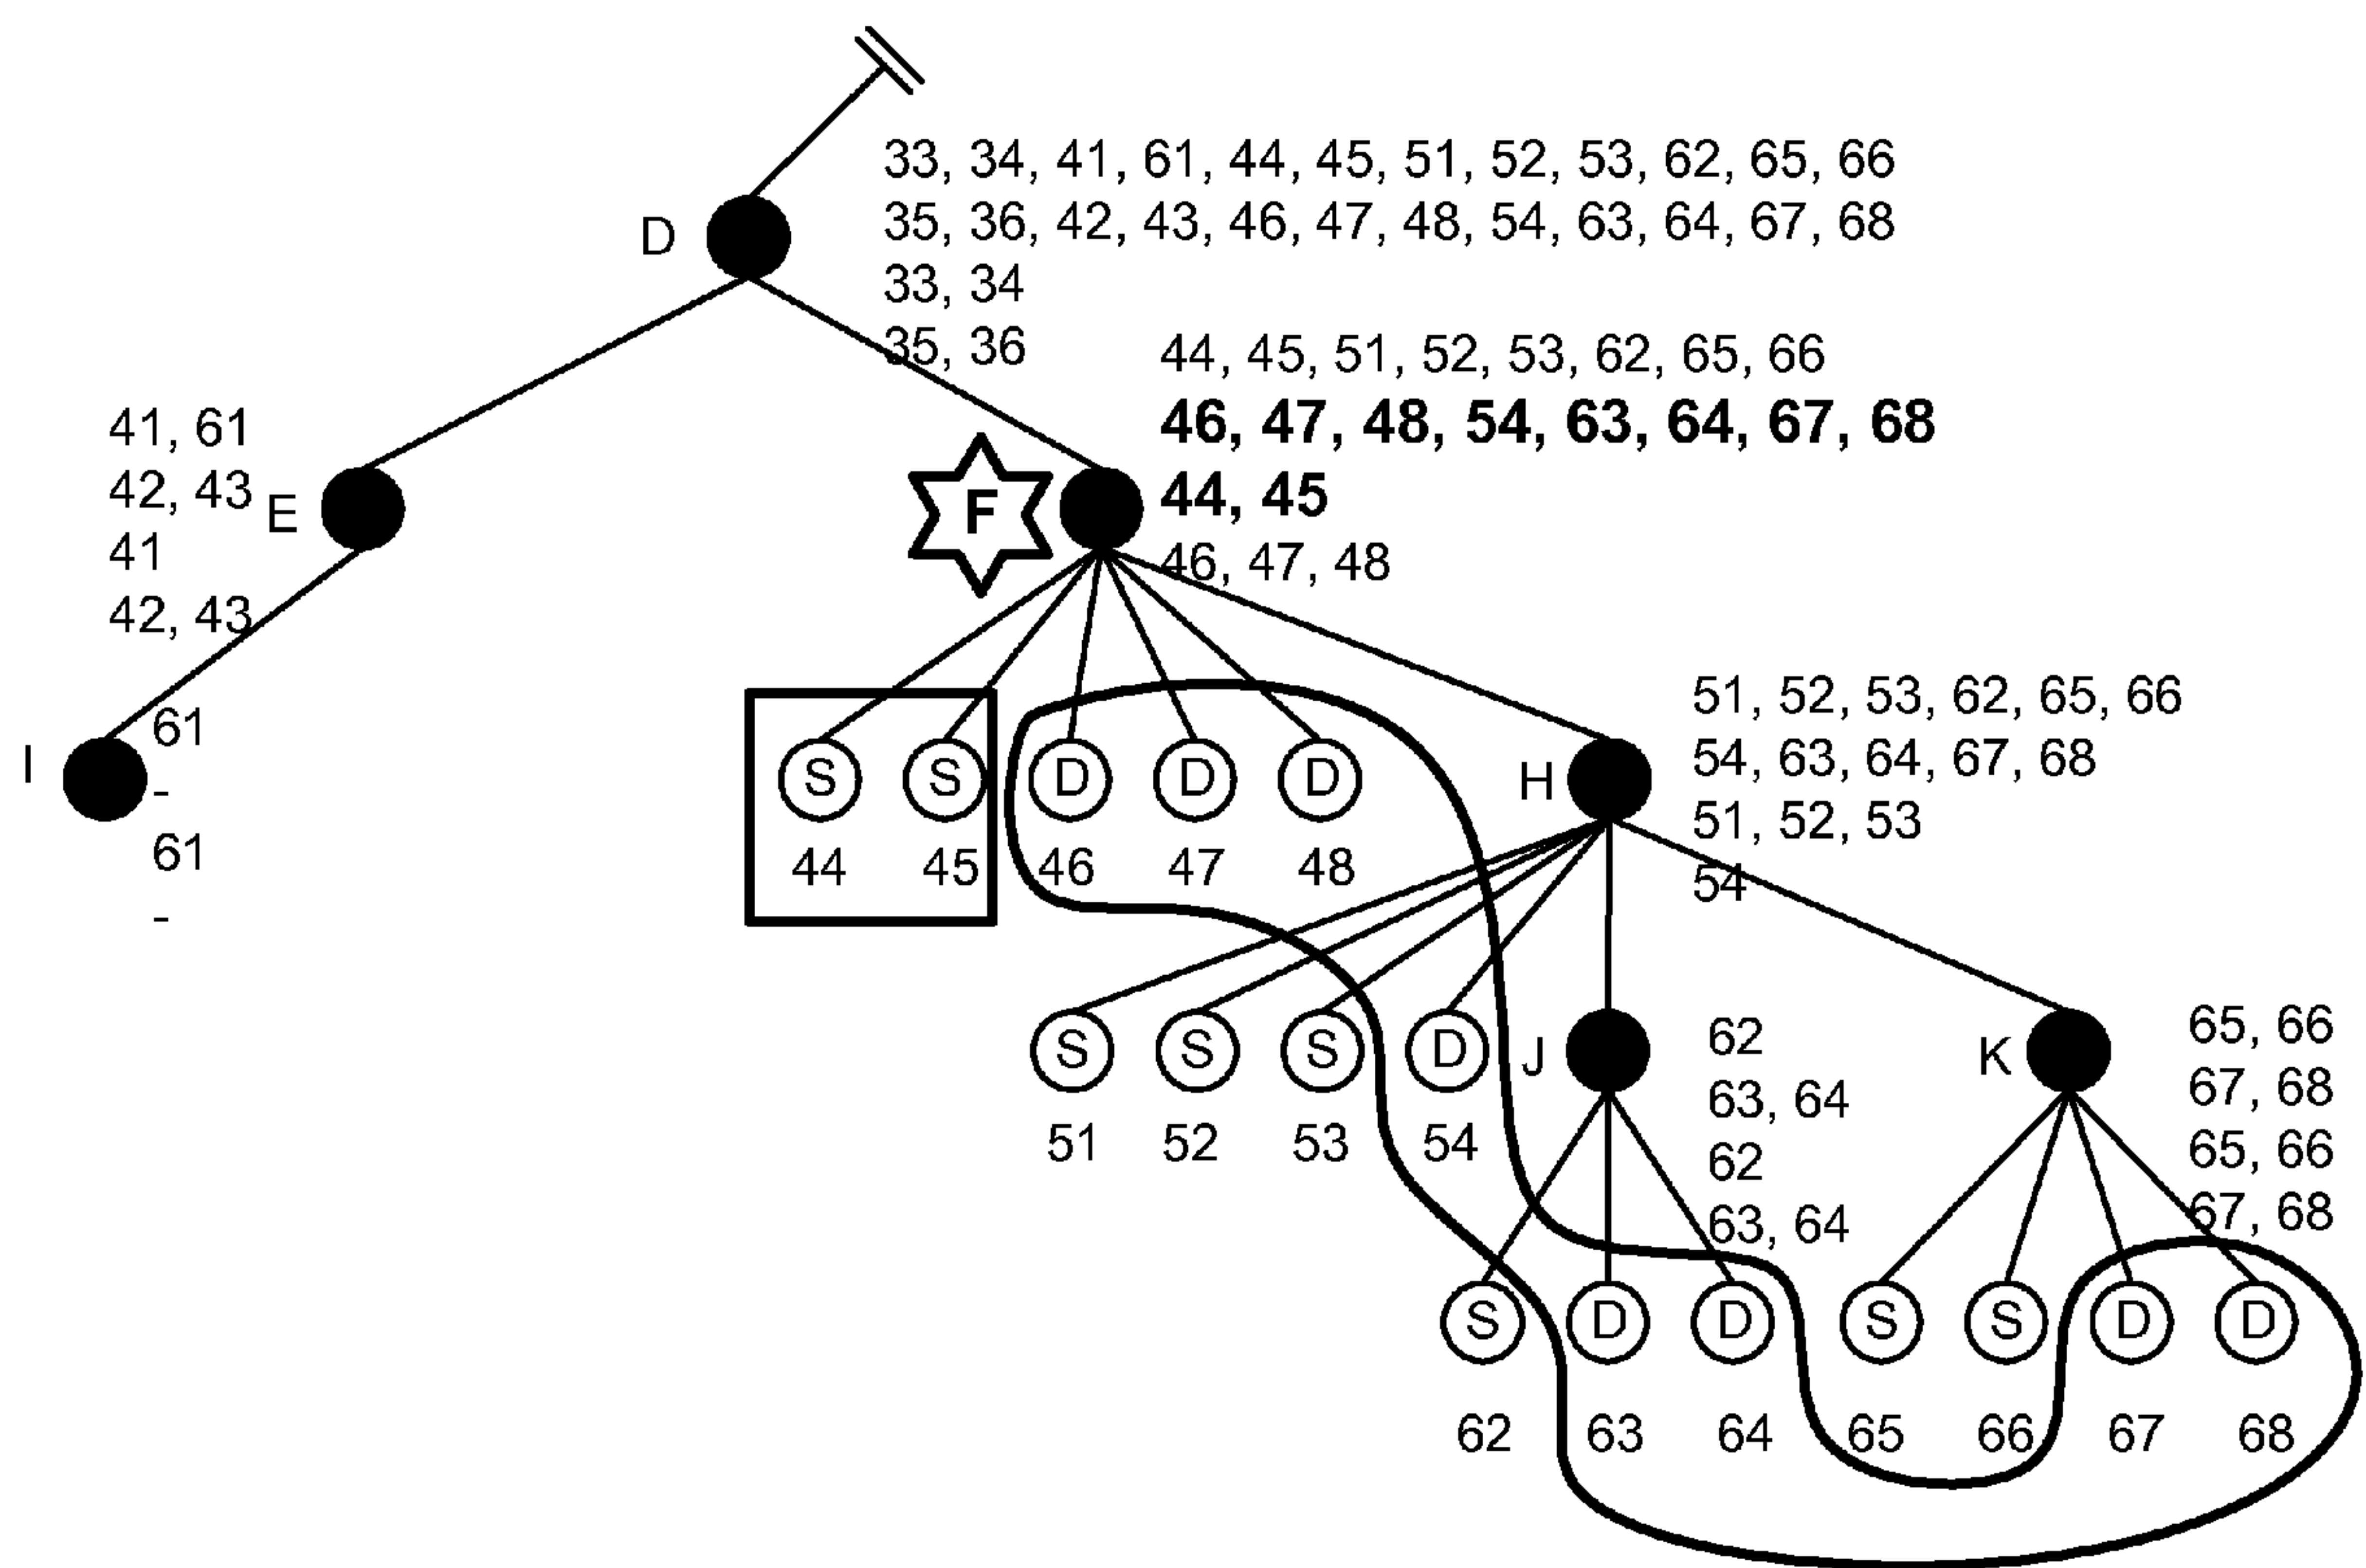 33, 34, 41, 61, 44, 45, 51, 52, 53, 62, 65, 66
D
35, 36, 42, 43, 46, 47, 48, 54, 63, 64, 67, 68
33, 34
35, 36
44, 45, 51, 52, 53, 62, 65, 66
46, 47, 48, 54, 63, 64, 67, 68
F
44, 45
46, 47, 48
41, 61
42, 43
E
41
42, 43
I
61
-
61
-
S S D D D
44 45 46 47 48
H
51, 52, 53, 62, 65, 66
54, 63, 64, 67, 68
51, 52, 53
54
S S S D
51 52 53 54
J
62
63, 64
62
63, 64
K
65, 66
67, 68
65, 66
67, 68
S D D S S D D
62 63 64 65 66 67 68